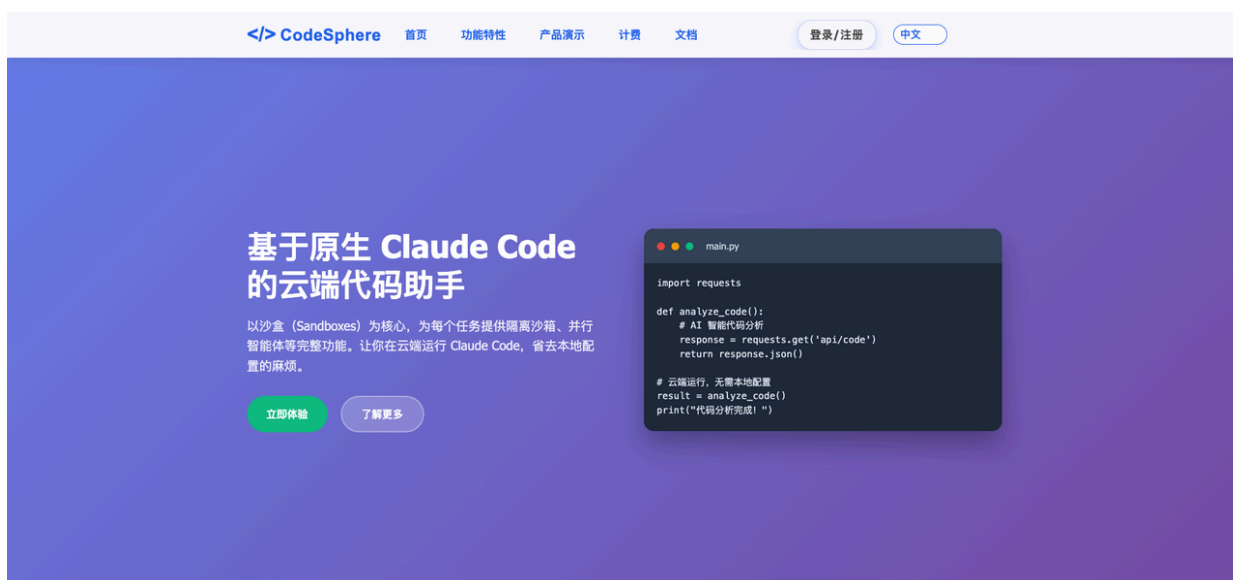 </> CodeSphere 首页 功能特性 产品演示 计费 文档 登录/注册 中文
基于原生 Claude Code
的云端代码助手
以沙盒（Sandboxes）为核心，为每个任务提供隔离沙箱、并行
智能体等完整功能。让你在云端运行 Claude Code，省去本地配
置的麻烦。
立即体验 了解更多
main.py
import requests
def analyze_code():
# AI 智能代码分析
response = requests.get('api/code')
return response.json()
# 云端运行，无需本地配置
result = analyze_code()
print("代码分析完成！")